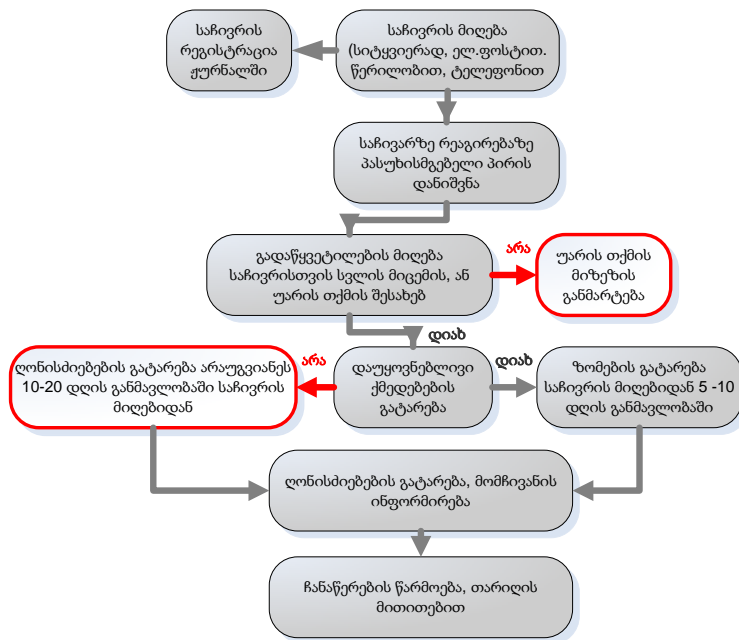 საჩივრის
რეგისტრაცია
ჟურნალში
საჩივრის მიღება
(სიტყვიერად, ელ.ფოსტით.
წერილობით, ტელეფონით
საჩივარზე რეაგირებაზე
პასუხისმგებელი პირის
დანიშვნა
გადაწყვეტილების მიღება
საჩივრისთვის სვლის მიცემის, ან
უარის თქმის შესახებ
არა
უარის თქმის
მიზეზის
განმარტება
დიახ
ღონისძიებების გატარება არაუგვიანეს
10-20 დღის განმავლობაში საჩივრის
მიღებიდან
არა
დაუყოვნებლივი
ქმედებების
გატარება
დიახ
ზომების გატარება
საჩივრის მიღებიდან 5 -10
დღის განმავლობაში
ღონისძიებების გატარება, მომჩივანის
ინფორმირება
ჩანაწერების წარმოება, თარიღის
მითითებით